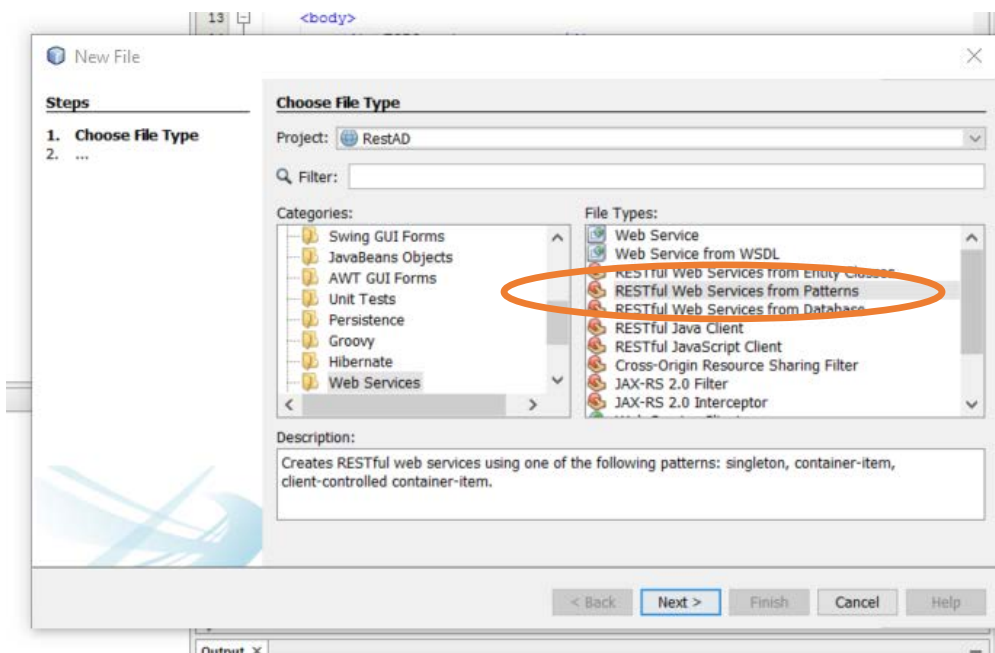 13 <body>
New File
Steps
1. Choose File Type
2. ...
Choose File Type
Project: RestAD
Filter:
Categories:
Swing GUI Forms
JavaBeans Objects
AWT GUI Forms
Unit Tests
Persistence
Groovy
Hibernate
Web Services
File Types:
Web Service
Web Service from WSDL
RESTful Web Services from Entity Classes
RESTful Web Services from Patterns
RESTful Web Services from Database
RESTful Java Client
RESTful JavaScript Client
Cross-Origin Resource Sharing Filter
JAX-RS 2.0 Filter
JAX-RS 2.0 Interceptor
Description:
Creates RESTful web services using one of the following patterns: singleton, container-item,
client-controlled container-item.
< Back Next > Finish Cancel Help
Output